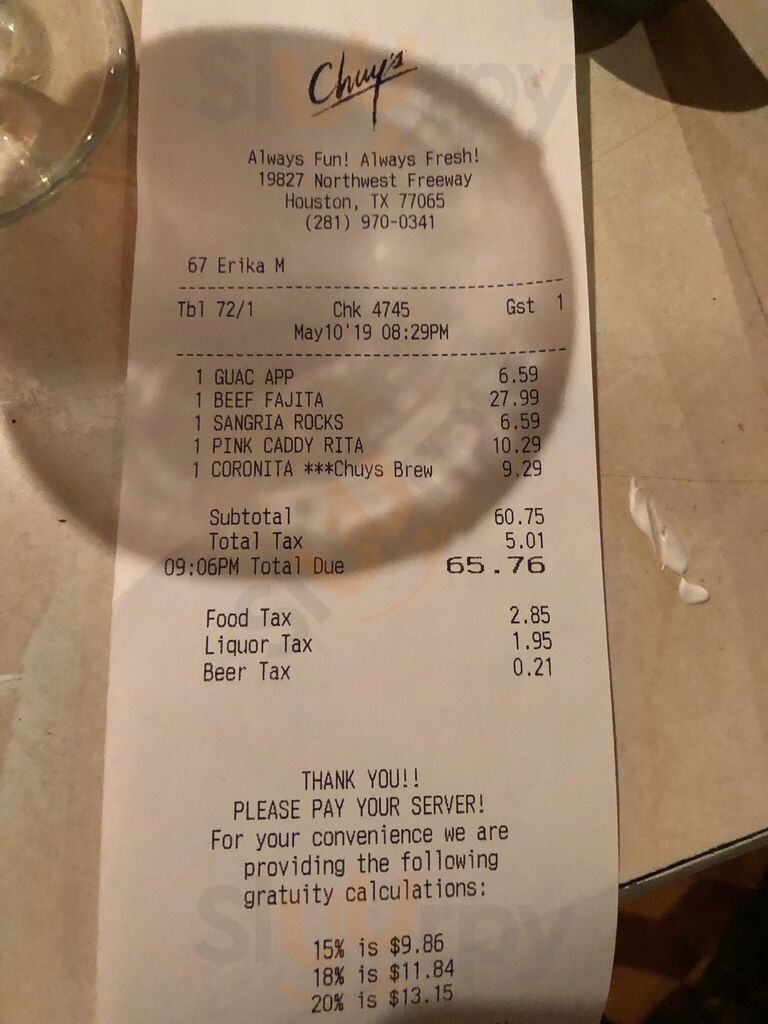 Chuy's
Always Fun! Always Fresh!
19827 Northwest Freeway
Houston, TX 77065
(281) 970-0341
67 Erika M
Tbl 72/1 Chk 4745 Gst 1
May10'19 08:29PM
1 GUAC APP 6.59
1 BEEF FAJITA 27.99
1 SANGRIA ROCKS 6.59
1 PINK CADDY RITA 10.29
1 CORONITA ***Chuys Brew 9.29
Subtotal 60.75
Total Tax 5.01
09:06PM Total Due 65.76
Food Tax 2.85
Liquor Tax 1.95
Beer Tax 0.21
THANK YOU!!
PLEASE PAY YOUR SERVER!
For your convenience we are
providing the following
gratuity calculations:
15% is $9.86
18% is $11.84
20% is $13.15
Sluurpy
Sluurpy
Sluurpy